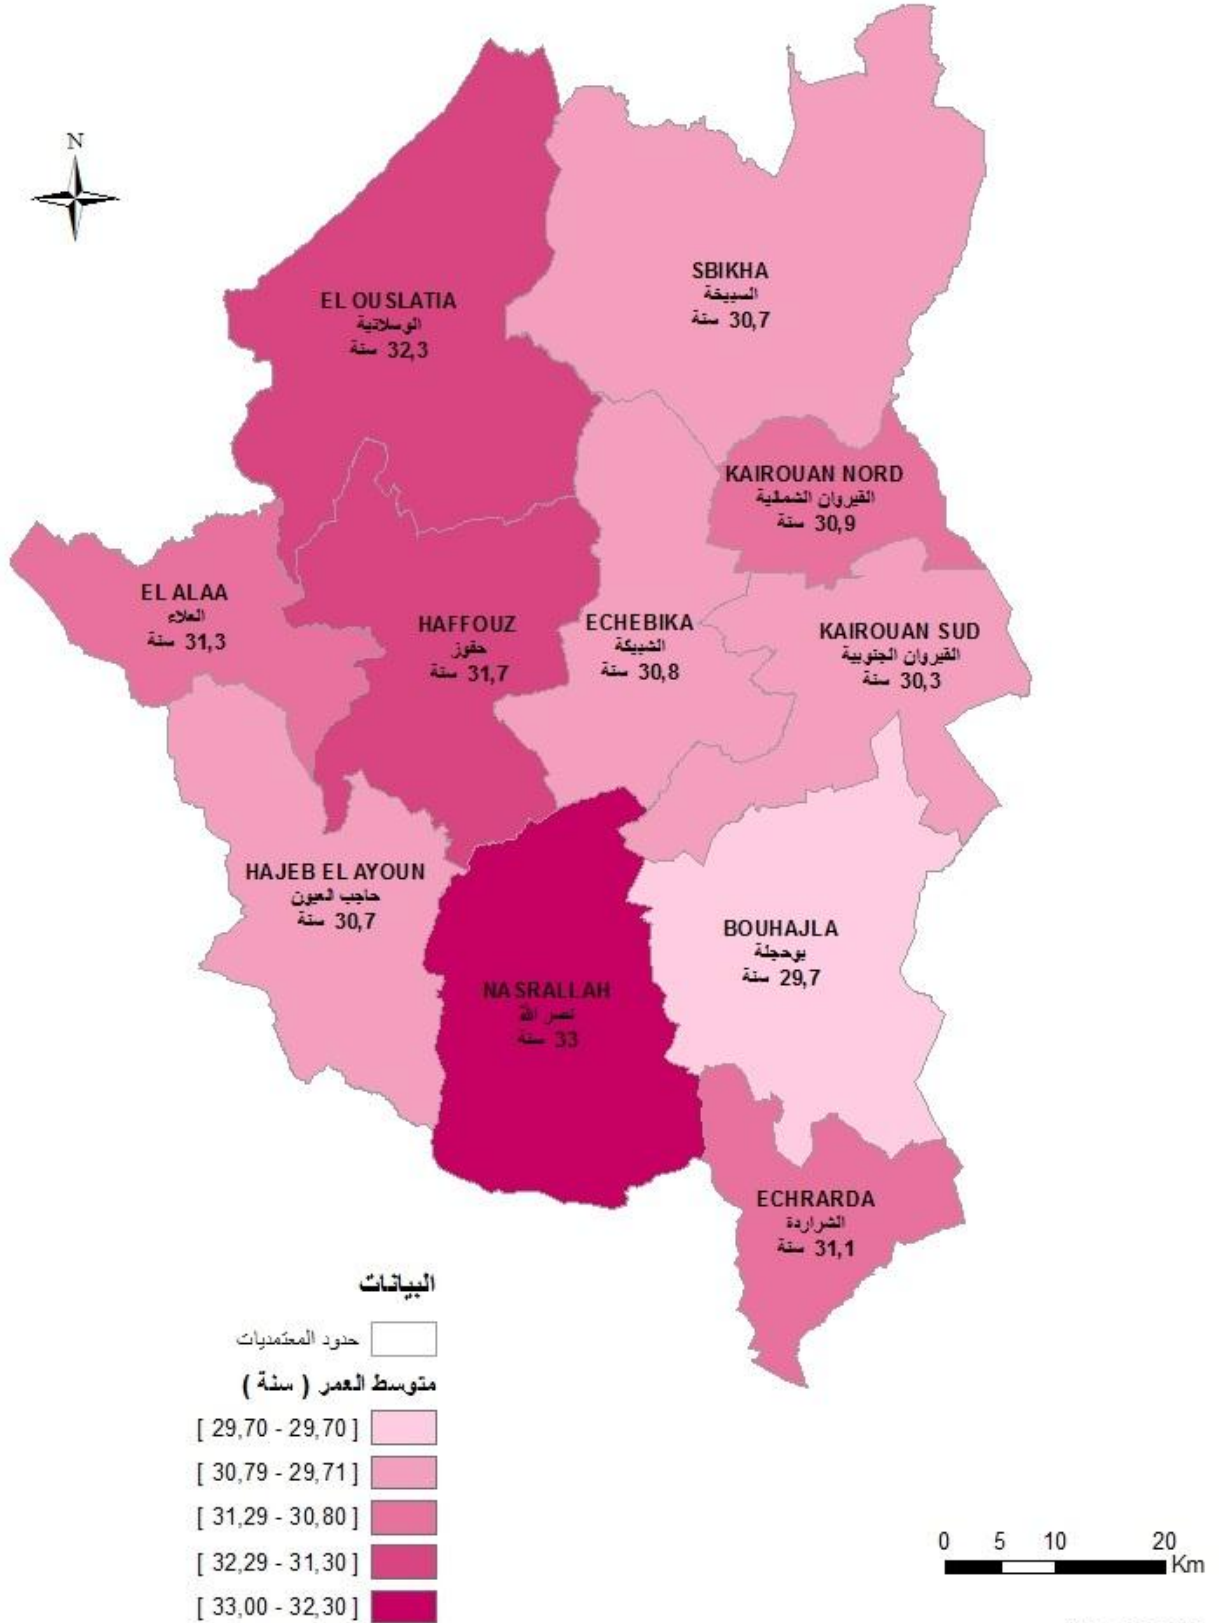 N
SBIKHA
السبيخة
30,7 سنة
EL OUSLATIA
الوسلاتية
32,3 سنة
KAIROUAN NORD
القيروان الشمالية
30,9 سنة
EL ALAA
العلاء
31,3 سنة
HAFFOUZ
حفوز
31,7 سنة
ECHEBIKA
الشبيكة
30,8 سنة
KAIROUAN SUD
القيروان الجنوبية
30,3 سنة
HAJEB EL AYOUN
حاجب العيون
30,7 سنة
BOUHAJLA
بوحجلة
29,7 سنة
NASRALLAH
نصر الله
33 سنة
ECHRARDA
الشراردة
31,1 سنة
البيانات
حدود المعتمديات
متوسط العمر ( سنة )
[ 29,70 - 29,70 ]
[ 30,79 - 29,71 ]
[ 31,29 - 30,80 ]
[ 32,29 - 31,30 ]
[ 33,00 - 32,30 ]
0 5 10 20
Km